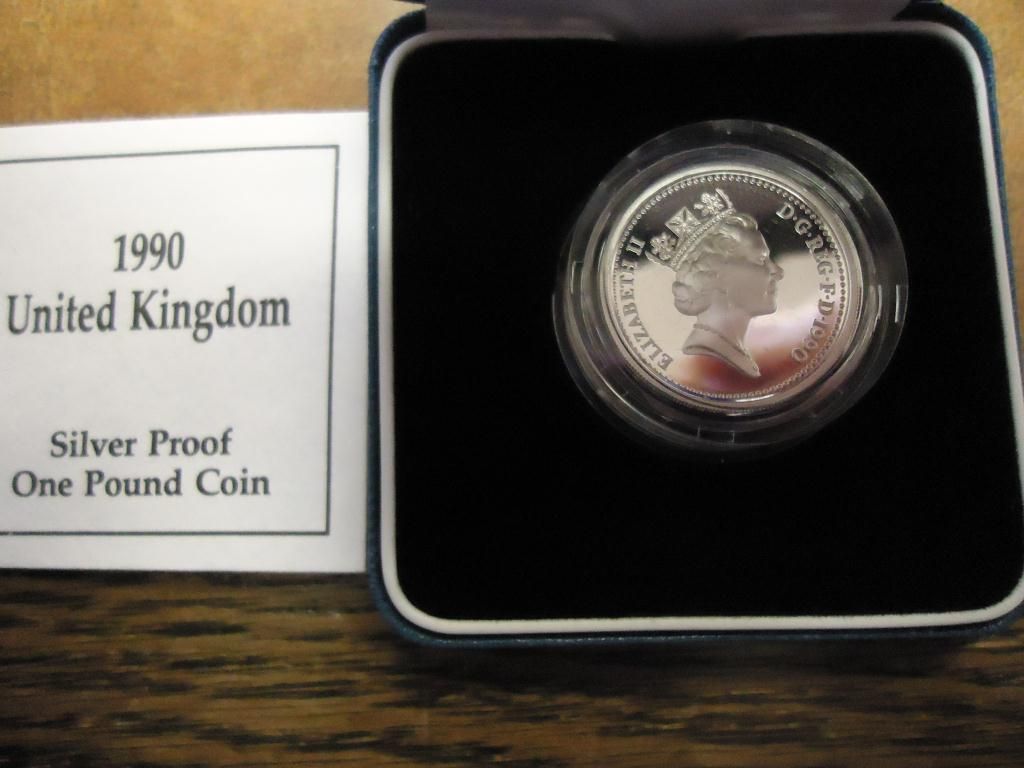 1990
United Kingdom
Silver Proof
One Pound Coin
ELIZABETH II
D·G·REG·F·D·1990